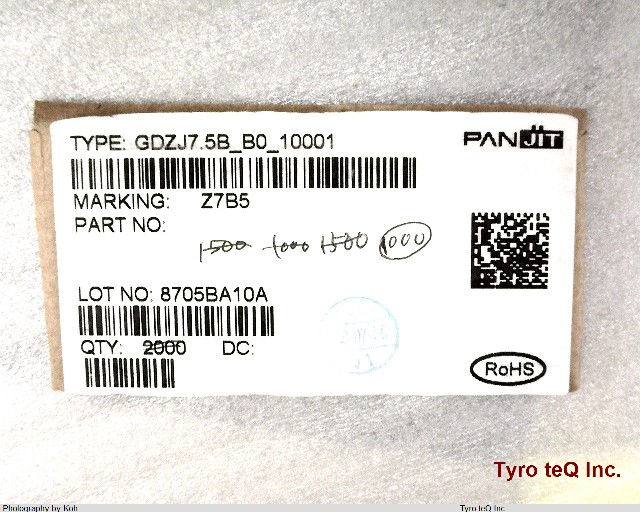 TYPE: GDZJ7.5B_B0_10001
PANJIT
MARKING: Z7B5
PART NO:
1500 1000 1500 1000
LOT NO: 8705BA10A
QTY: 2000 DC:
RoHS
Tyro teQ Inc.
Photography by Koh Tyro teQ Inc